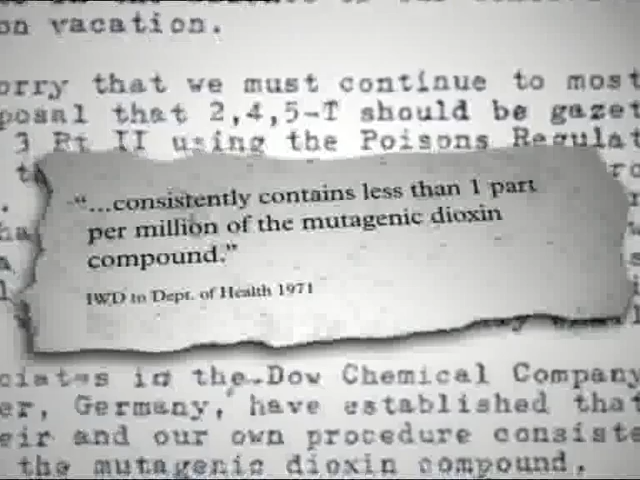 on vacation.
orry that we must continue to most
posal that 2,4,5-T should be gazet
3 Pt II using the Poisons Regulat
"...consistently contains less than 1 part
per million of the mutagenic dioxin
compound."
IWD to Dept. of Health 1971
ciates in the Dow Chemical Company
er, Germany, have established that
eir and our own procedure consiste
the mutagenic dioxin compound.